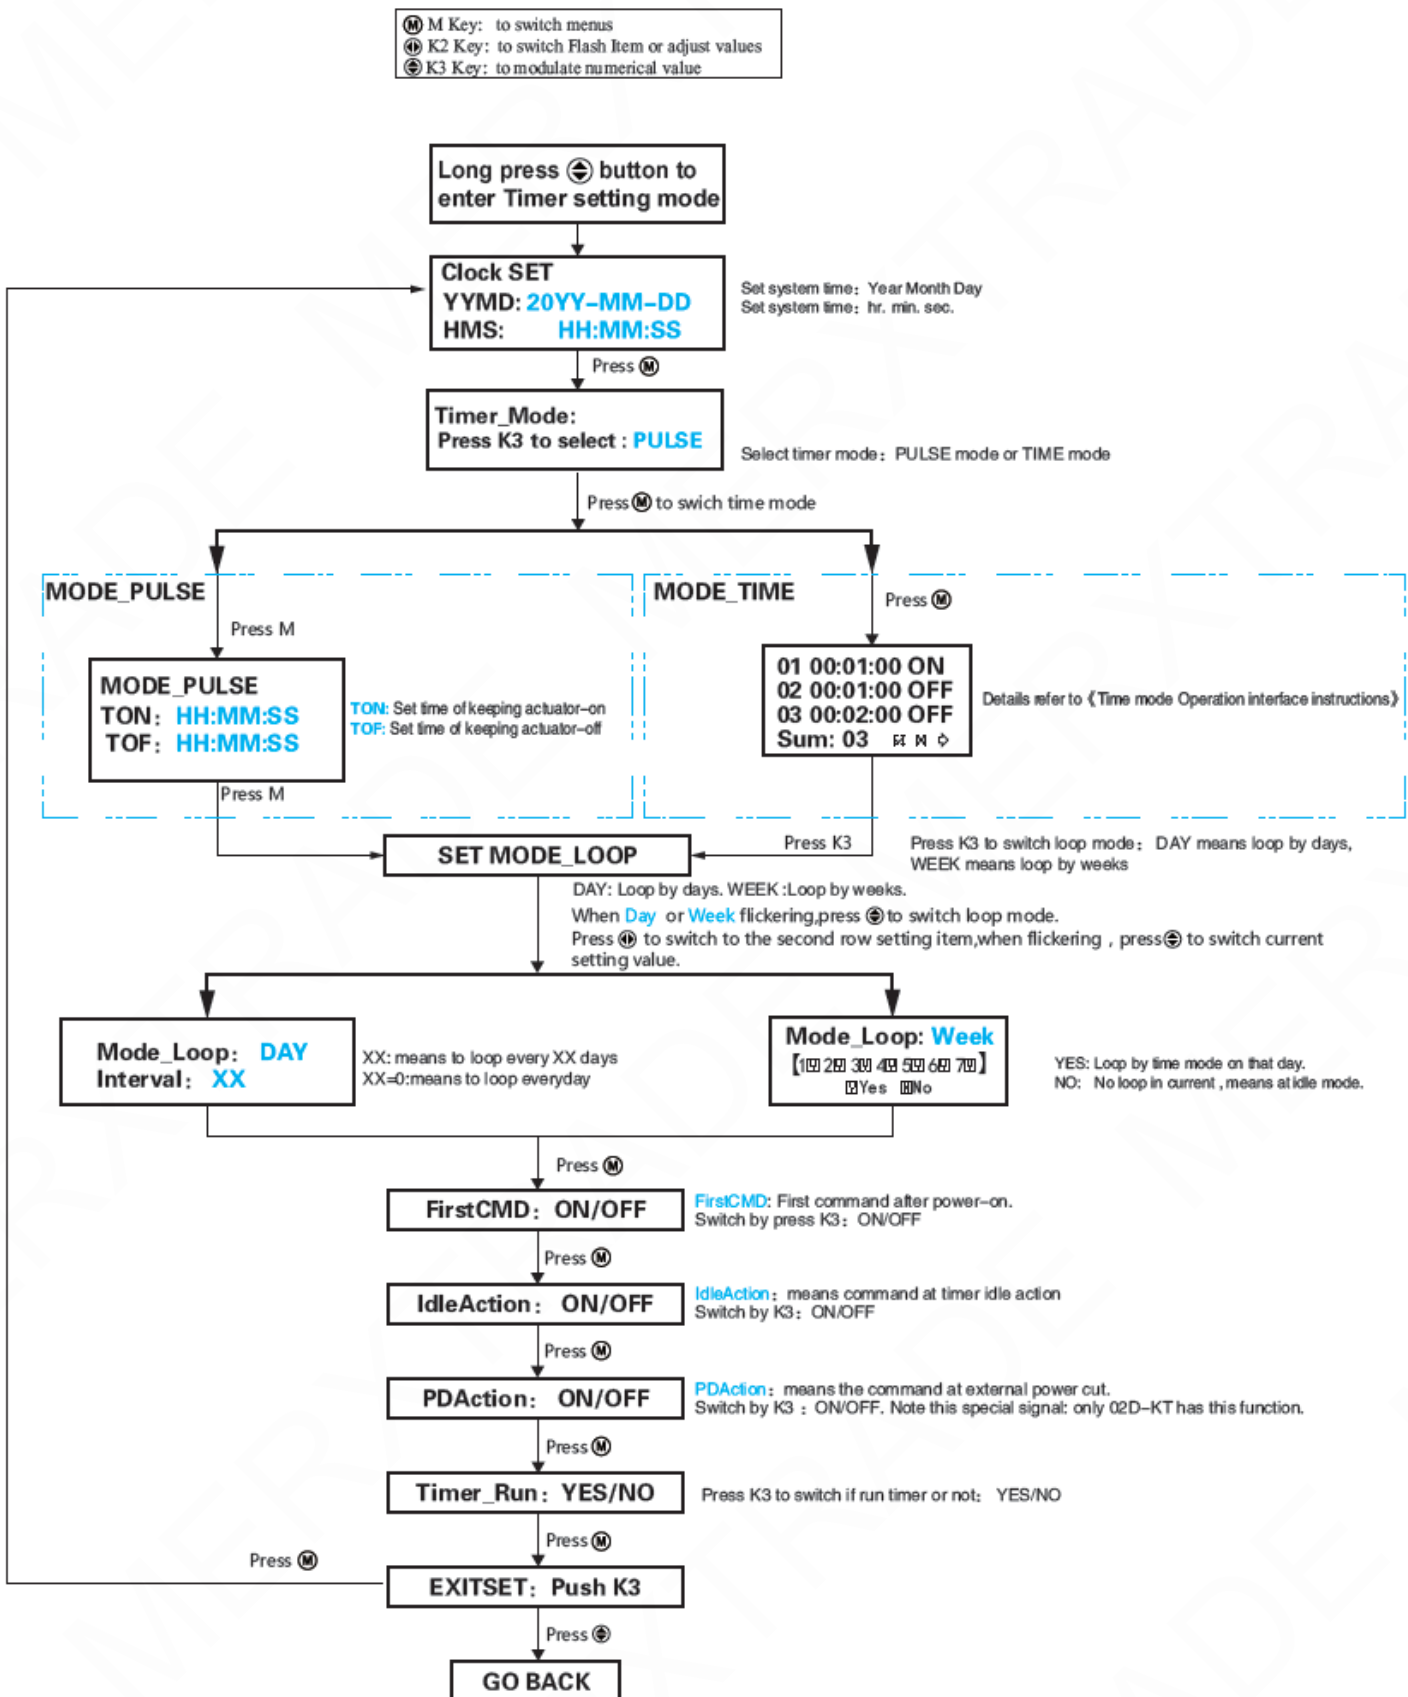 M Key: to switch menus
K2 Key: to switch Flash Item or adjust values
K3 Key: to modulate numerical value
Long press button to
enter Timer setting mode
Clock SET
YYMD: 20YY-MM-DD
HMS: HH:MM:SS
Set system time: Year Month Day
Set system time: hr. min. sec.
Press M
Timer_Mode:
Press K3 to select : PULSE
Select timer mode: PULSE mode or TIME mode
Press M to swich time mode
MODE_PULSE
Press M
MODE_PULSE
TON: HH:MM:SS
TOF: HH:MM:SS
TON: Set time of keeping actuator-on
TOF: Set time of keeping actuator-off
Press M
MODE_TIME
Press M
01 00:01:00 ON
02 00:01:00 OFF
03 00:02:00 OFF
Sum: 03
Details refer to 《Time mode Operation interface instructions》
Press K3
SET MODE_LOOP
Press K3 to switch loop mode: DAY means loop by days,
WEEK means loop by weeks
DAY: Loop by days. WEEK :Loop by weeks.
When Day or Week flickering,press to switch loop mode.
Press to switch to the second row setting item,when flickering , press to switch current
setting value.
Mode_Loop: DAY
Interval: XX
XX: means to loop every XX days
XX=0:means to loop everyday
Mode_Loop: Week
【1Y 2Y 3Y 4Y 5Y 6Y 7Y】
Y Yes N No
YES: Loop by time mode on that day.
NO: No loop in current , means at idle mode.
Press M
FirstCMD: ON/OFF
FirstCMD: First command after power-on.
Switch by press K3: ON/OFF
Press M
IdleAction: ON/OFF
IdleAction: means command at timer idle action
Switch by K3: ON/OFF
Press M
PDAction: ON/OFF
PDAction: means the command at external power cut.
Switch by K3 : ON/OFF. Note this special signal: only 02D-KT has this function.
Press M
Timer_Run: YES/NO
Press K3 to switch if run timer or not: YES/NO
Press M
Press M
EXITSET: Push K3
Press
GO BACK
MERXTRADE